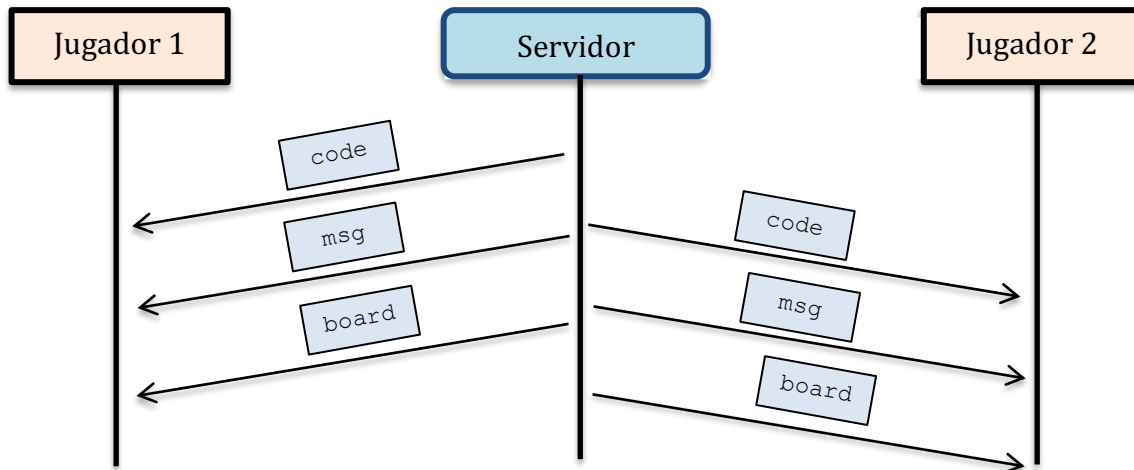 Jugador 1
Servidor
Jugador 2
code
code
msg
msg
board
board